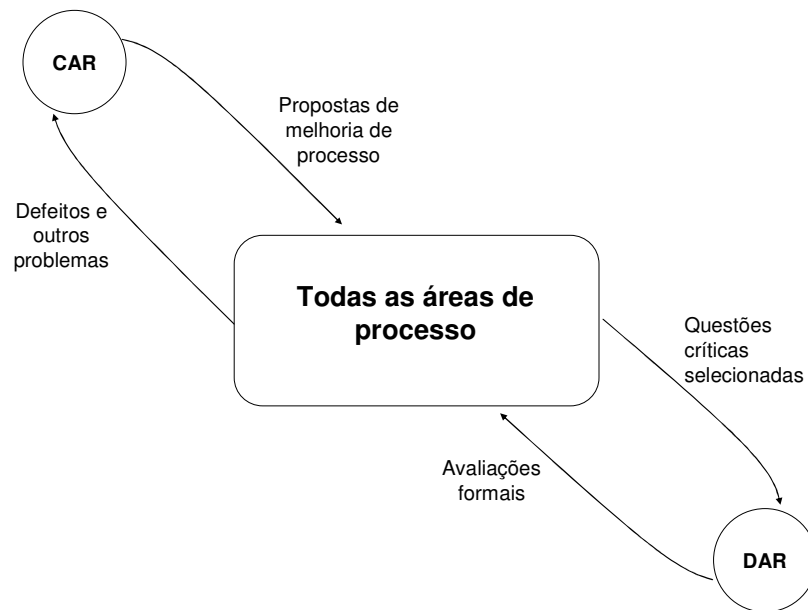 CAR
Propostas de
melhoria de
processo
Defeitos e
outros
problemas
Todas as áreas de
processo
Questões
críticas
selecionadas
Avaliações
formais
DAR